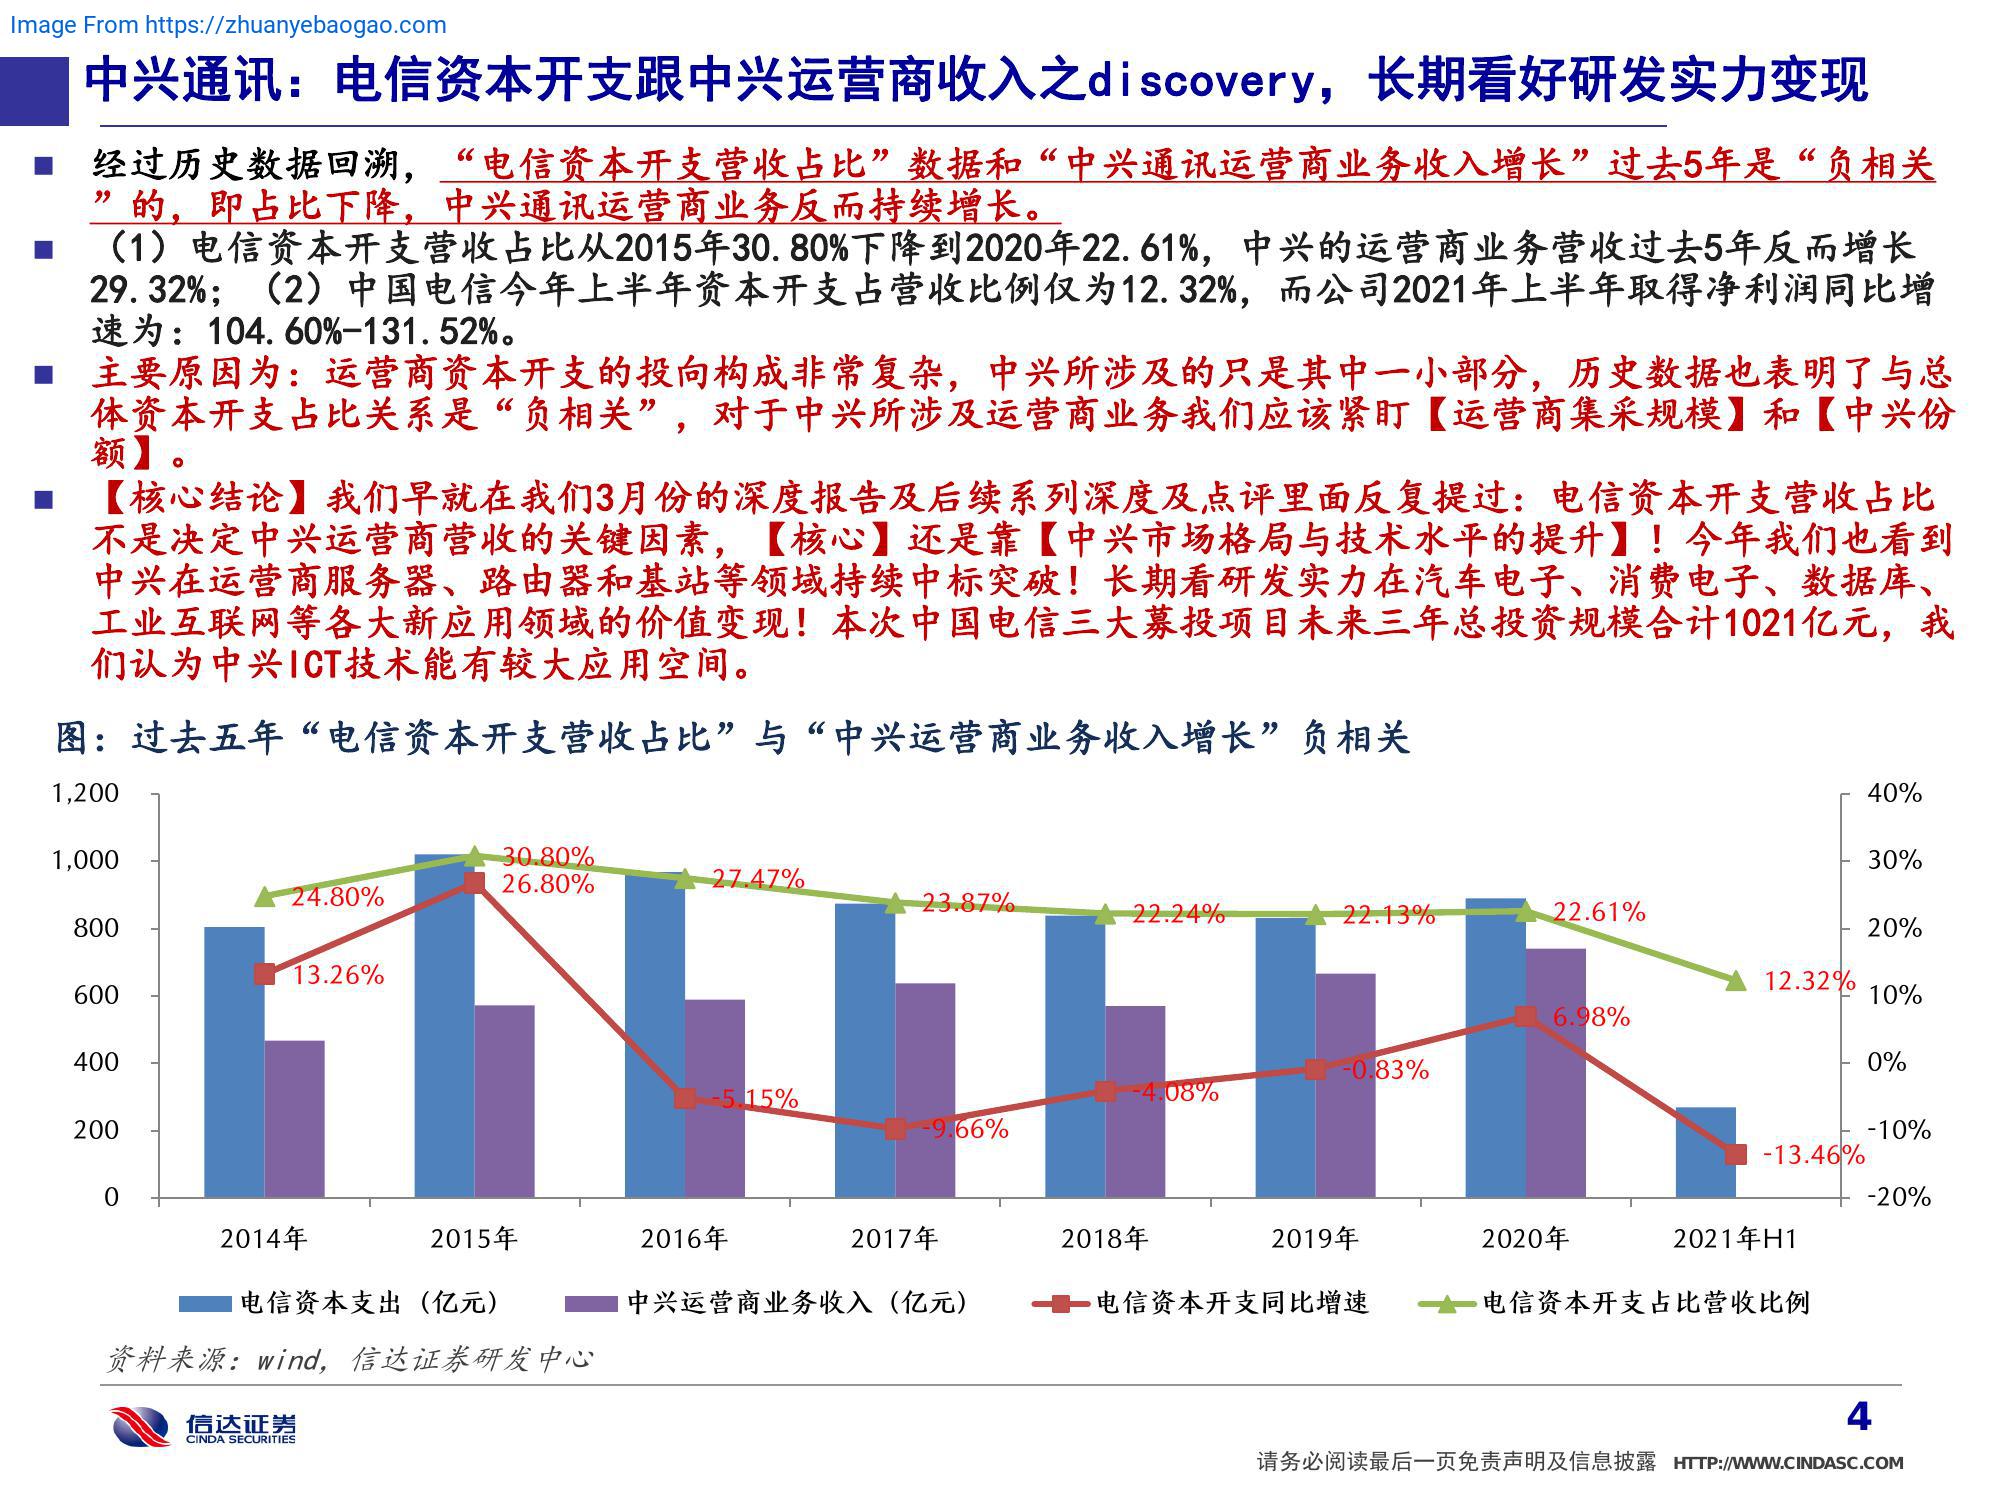 Image From https://zhuanyebaogao.com
中兴通讯：电信资本开支跟中兴运营商收入之discovery，长期看好研发实力变现
经过历史数据回溯，“电信资本开支营收占比”数据和“中兴通讯运营商业务收入增长”过去5年是“负相关
”的，即占比下降，中兴通讯运营商业务反而持续增长。
（1）电信资本开支营收占比从2015年30.80%下降到2020年22.61%，中兴的运营商业务营收过去5年反而增长
29.32%；（2）中国电信今年上半年资本开支占营收比例仅为12.32%，而公司2021年上半年取得净利润同比增
速为：104.60%-131.52%。
主要原因为：运营商资本开支的投向构成非常复杂，中兴所涉及的只是其中一小部分，历史数据也表明了与总
体资本开支占比关系是“负相关”，对于中兴所涉及运营商业务我们应该紧盯【运营商集采规模】和【中兴份
额】。
【核心结论】我们早就在我们3月份的深度报告及后续系列深度及点评里面反复提过：电信资本开支营收占比
不是决定中兴运营商营收的关键因素，【核心】还是靠【中兴市场格局与技术水平的提升】！今年我们也看到
中兴在运营商服务器、路由器和基站等领域持续中标突破！长期看研发实力在汽车电子、消费电子、数据库、
工业互联网等各大新应用领域的价值变现！本次中国电信三大募投项目未来三年总投资规模合计1021亿元，我
们认为中兴ICT技术能有较大应用空间。
图：过去五年“电信资本开支营收占比”与“中兴运营商业务收入增长”负相关
1,200
1,000
800
600
400
200
0
40%
30%
20%
10%
0%
-10%
-20%
24.80%
30.80%
27.47%
23.87%
22.24%
22.13%
22.61%
12.32%
13.26%
26.80%
-5.15%
-9.66%
-4.08%
-0.83%
6.98%
-13.46%
2014年
2015年
2016年
2017年
2018年
2019年
2020年
2021年H1
电信资本支出（亿元）
中兴运营商业务收入（亿元）
电信资本开支同比增速
电信资本开支占比营收比例
资料来源：wind，信达证券研发中心
信达证券
CINDA SECURITIES
4
请务必阅读最后一页免责声明及信息披露 HTTP://WWW.CINDASC.COM